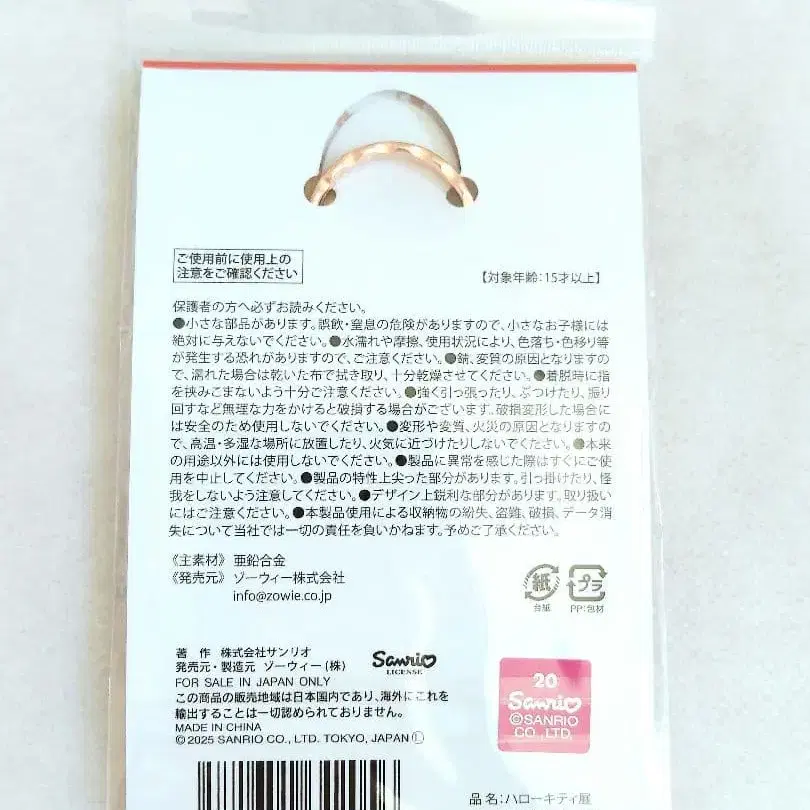 ご使用前に使用上の
注意をご確認ください
【対象年齢:15才以上】
保護者の方へ必ずお読みください。
●小さな部品があります。誤飲・窒息の危険がありますので、小さなお子様には
絶対に与えないでください。●水濡れや摩擦、使用状況により、色落ち・色移り等
が発生する恐れがありますので、ご注意ください。●錆、変質の原因となりますの
で、濡れた場合は乾いた布で拭き取り、十分乾燥させてください。●着脱時に指
を挟みこまないよう十分ご注意ください。●強く引っ張ったり、ぶつけたり、振り
回すなど無理な力をかけると破損する場合がございます。破損変形した場合に
は安全のため使用しないでください。●変形や変質、火災の原因となりますの
で、高温・多湿な場所に放置したり、火気に近づけたりしないでください。●本来
の用途以外には使用しないでください。●製品に異常を感じた際はすぐにご使
用を中止してください。●製品の特性上尖った部分があります。引っ掛けたり、怪
我をしないよう注意してください。●デザイン上鋭利な部分があります。取り扱い
にはご注意ください。●本製品使用による収納物の紛失、盗難、破損、データ消
失について当社では一切の責任を負いかねます。予めご了承ください。
《主素材》 亜鉛合金
《発売元》 ゾーウィー株式会社
info@zowie.co.jp
紙
台紙
プラ
PP:包材
著 作 株式会社サンリオ
発売元・製造元 ゾーウィー(株)
Sanrio
LICENSE
FOR SALE IN JAPAN ONLY
この商品の販売地域は日本国内であり、海外にこれを
輸出することは一切認められておりません。
MADE IN CHINA
© 2025 SANRIO CO., LTD. TOKYO, JAPAN Ⓛ
20
Sanrio
©SANRIO
CO., LTD.
品 名:ハローキティ展